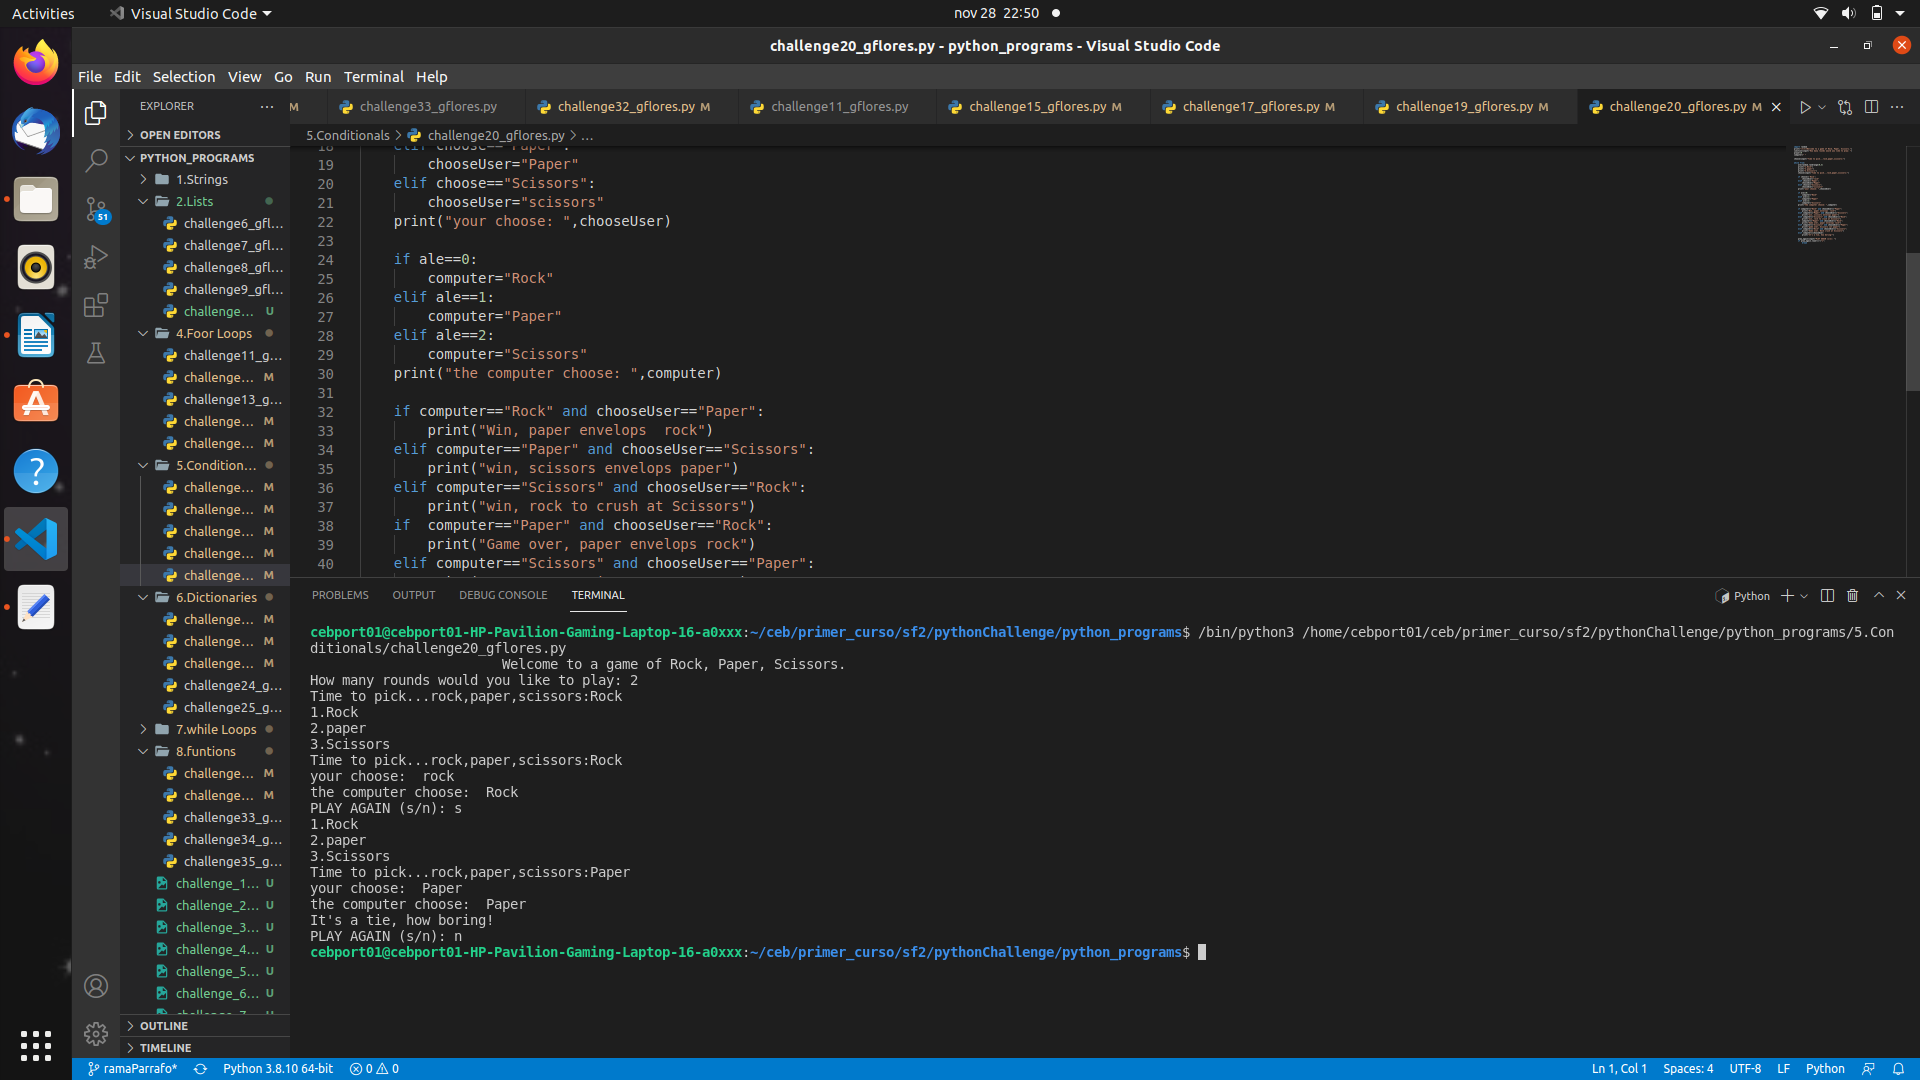 Activities
Visual Studio Code
nov 28 22:50
challenge20_gflores.py - python_programs - Visual Studio Code
File Edit Selection View Go Run Terminal Help
EXPLORER
M
challenge33_gflores.py
challenge32_gflores.py M
challenge11_gflores.py
challenge15_gflores.py M
challenge17_gflores.py M
challenge19_gflores.py M
challenge20_gflores.py M
OPEN EDITORS
PYTHON_PROGRAMS
1.Strings
2.Lists
challenge6_gfl...
challenge7_gfl...
challenge8_gfl...
challenge9_gfl...
challenge... U
4.Foor Loops
challenge11_g...
challenge... M
challenge13_g...
challenge... M
challenge... M
5.Condition...
challenge... M
challenge... M
challenge... M
challenge... M
challenge... M
6.Dictionaries
challenge... M
challenge... M
challenge... M
challenge24_g...
challenge25_g...
7.while Loops
8.funtions
challenge... M
challenge... M
challenge33_g...
challenge34_g...
challenge35_g...
challenge_1... U
challenge_2... U
challenge_3... U
challenge_4... U
challenge_5... U
challenge_6... U
OUTLINE
TIMELINE
51
5.Conditionals > challenge20_gflores.py > ...
18 elif choose=="Paper":
19 chooseUser="Paper"
20 elif choose=="Scissors":
21 chooseUser="scissors"
22 print("your choose: ",chooseUser)
23
24 if ale==0:
25 computer="Rock"
26 elif ale==1:
27 computer="Paper"
28 elif ale==2:
29 computer="Scissors"
30 print("the computer choose: ",computer)
31
32 if computer=="Rock" and chooseUser=="Paper":
33 print("Win, paper envelops  rock")
34 elif computer=="Paper" and chooseUser=="Scissors":
35 print("win, scissors envelops paper")
36 elif computer=="Scissors" and chooseUser=="Rock":
37 print("win, rock to crush at Scissors")
38 if  computer=="Paper" and chooseUser=="Rock":
39 print("Game over, paper envelops rock")
40 elif computer=="Scissors" and chooseUser=="Paper":
PROBLEMS OUTPUT DEBUG CONSOLE TERMINAL
Python
cebport01@cebport01-HP-Pavilion-Gaming-Laptop-16-a0xxx:~/ceb/primer_curso/sf2/pythonChallenge/python_programs$ /bin/python3 /home/cebport01/ceb/primer_curso/sf2/pythonChallenge/python_programs/5.Con
ditionals/challenge20_gflores.py
Welcome to a game of Rock, Paper, Scissors.
How many rounds would you like to play: 2
Time to pick...rock,paper,scissors:Rock
1.Rock
2.paper
3.Scissors
Time to pick...rock,paper,scissors:Rock
your choose:  rock
the computer choose:  Rock
PLAY AGAIN (s/n): s
1.Rock
2.paper
3.Scissors
Time to pick...rock,paper,scissors:Paper
your choose:  Paper
the computer choose:  Paper
It's a tie, how boring!
PLAY AGAIN (s/n): n
cebport01@cebport01-HP-Pavilion-Gaming-Laptop-16-a0xxx:~/ceb/primer_curso/sf2/pythonChallenge/python_programs$
ramaParrafo*
Python 3.8.10 64-bit
0 0
Ln 1, Col 1
Spaces: 4
UTF-8
LF
Python